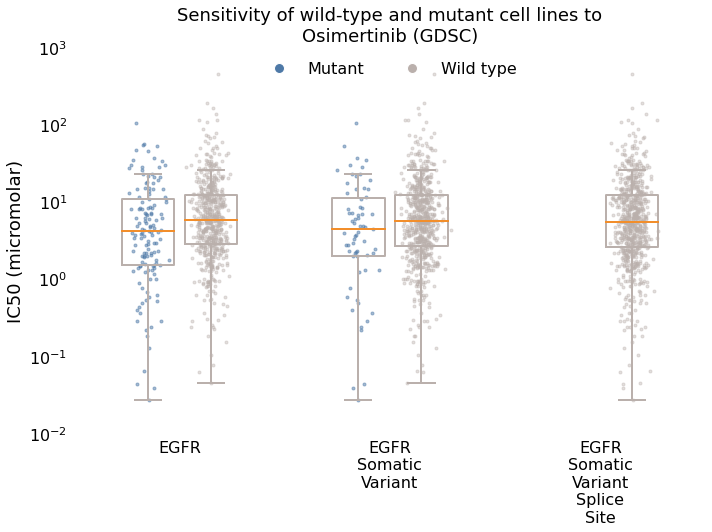 Sensitivity of wild-type and mutant cell lines to
Osimertinib (GDSC)
Mutant
Wild type
IC50 (micromolar)
10³
10²
10¹
10⁰
10⁻¹
10⁻²
EGFR
EGFR
Somatic
Variant
EGFR
Somatic
Variant
Splice
Site